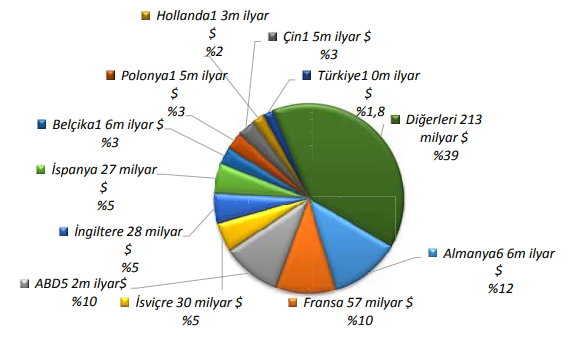 Hollanda1 3m ilyar
$
%2
Çin1 5m ilyar $
%3
Polonya1 5m ilyar
$
%3
Türkiye1 0m ilyar
$
%1,8
Diğerleri 213
milyar $
%39
Belçika1 6m ilyar $
%3
İspanya 27 milyar
$
%5
İngiltere 28 milyar
$
%5
Almanya6 6m ilyar
$
%12
ABD5 2m ilyar$
%10
İsviçre 30 milyar $
%5
Fransa 57 milyar $
%10